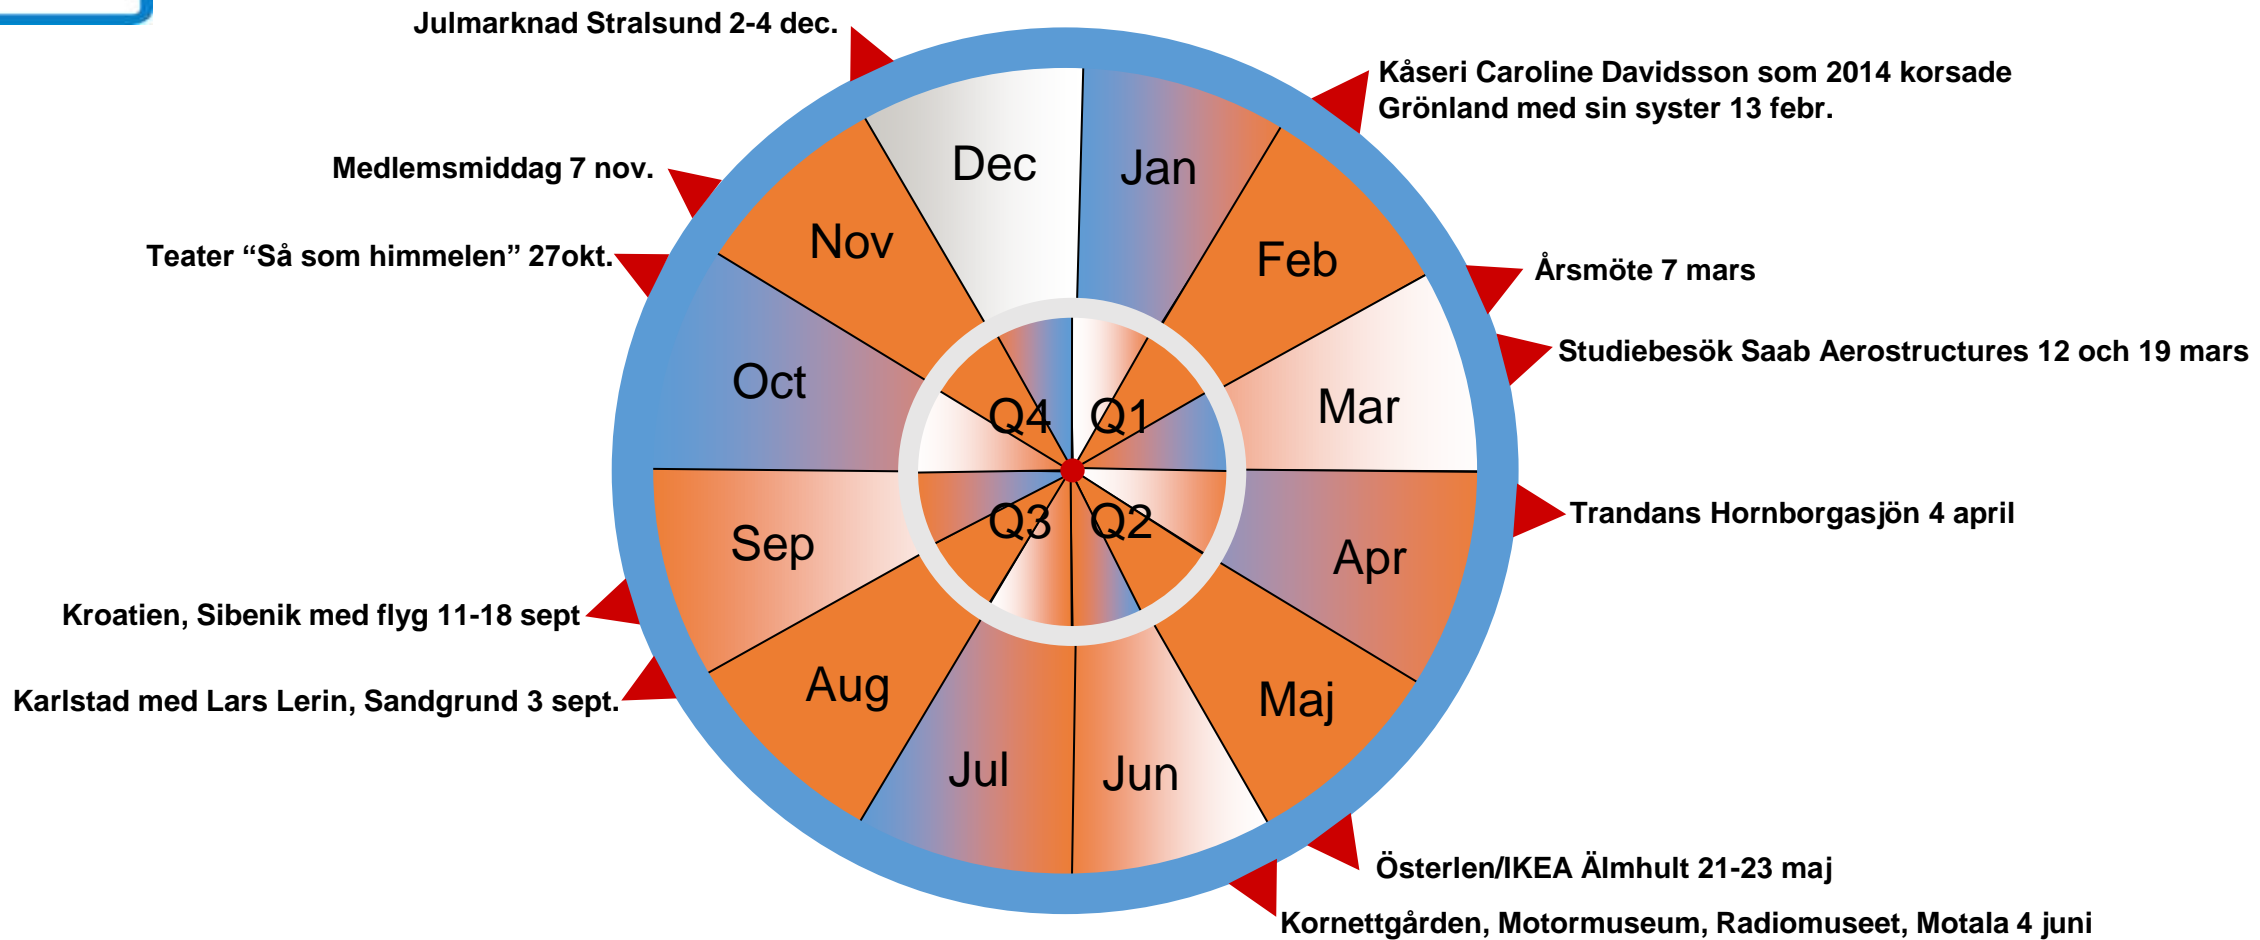 Julmarknad Stralsund 2-4 dec.
Kåseri Caroline Davidsson som 2014 korsade
Grönland med sin syster 13 febr.
Medlemsmiddag 7 nov.
Teater “Så som himmelen” 27okt.
Årsmöte 7 mars
Studiebesök Saab Aerostructures 12 och 19 mars
Trandans Hornborgasjön 4 april
Kroatien, Sibenik med flyg 11-18 sept
Karlstad med Lars Lerin, Sandgrund 3 sept.
Österlen/IKEA Älmhult 21-23 maj
Kornettgården, Motormuseum, Radiomuseet, Motala 4 juni
Jan
Feb
Mar
Apr
Maj
Jun
Jul
Aug
Sep
Oct
Nov
Dec
Q1
Q2
Q3
Q4